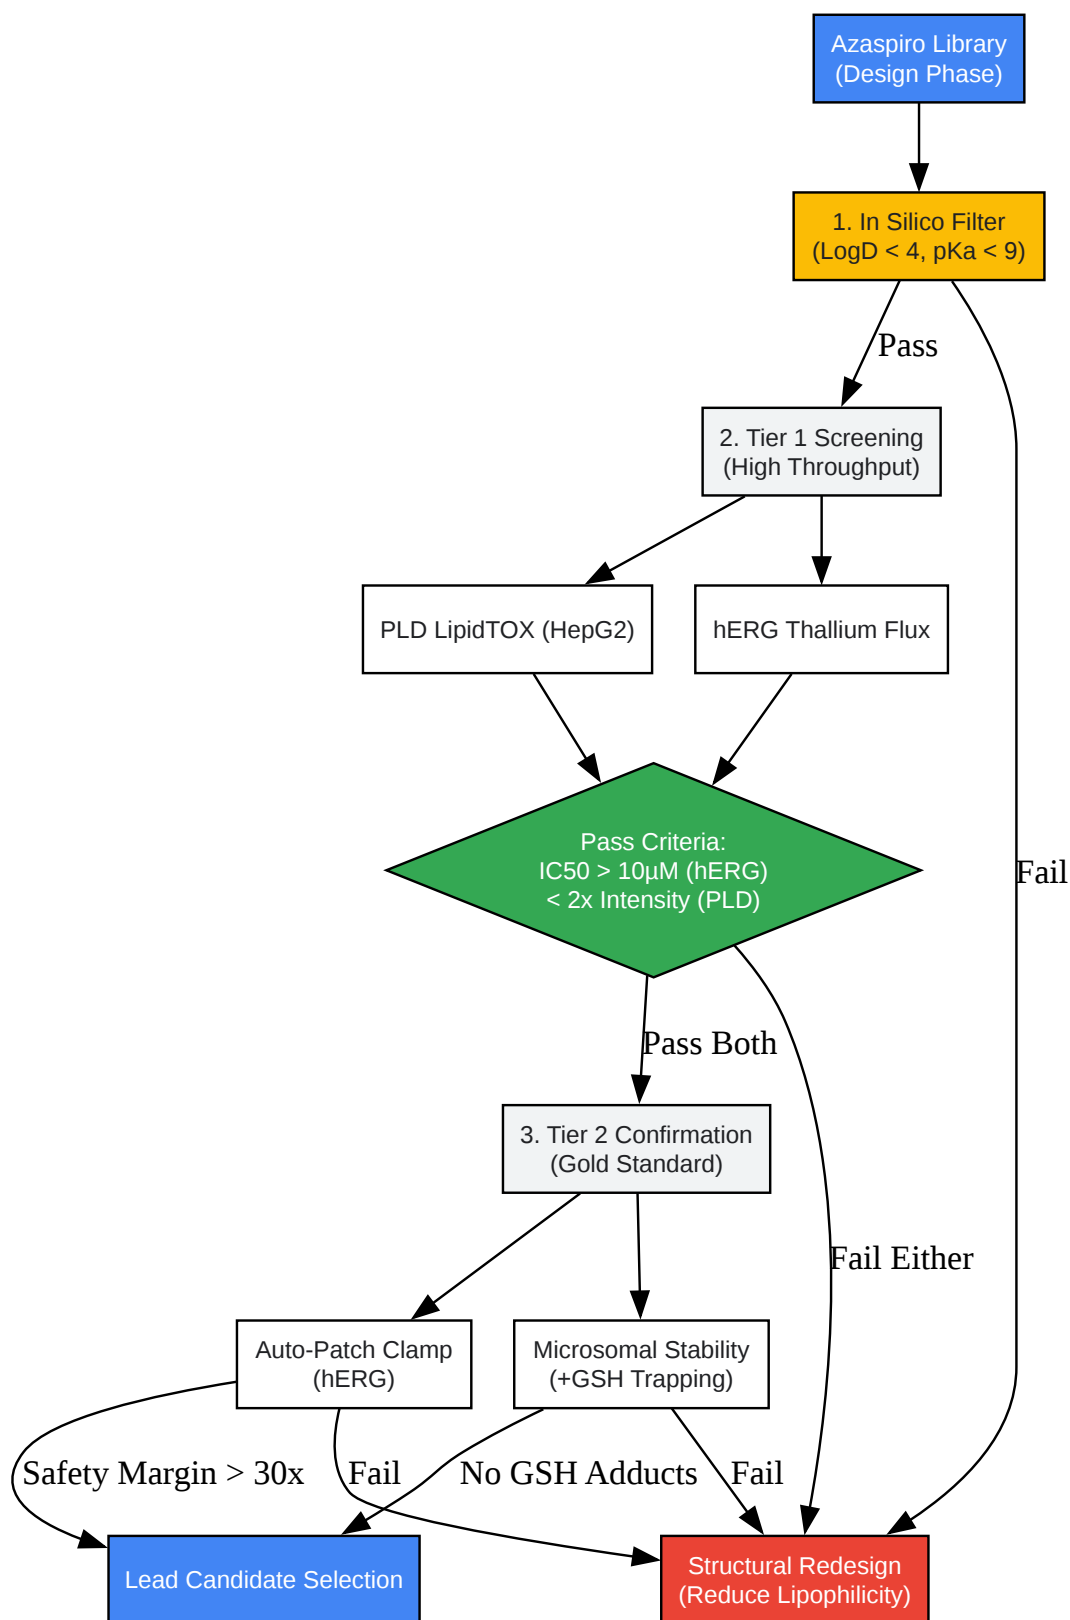 Azaspiro Library
(Design Phase)
1. In Silico Filter
(LogD < 4, pKa < 9)
Pass
2. Tier 1 Screening
(High Throughput)
PLD LipidTOX (HepG2)
hERG Thallium Flux
Pass Criteria:
IC50 > 10µM (hERG)
< 2x Intensity (PLD)
Fail
Pass Both
3. Tier 2 Confirmation
(Gold Standard)
Fail Either
Auto-Patch Clamp
(hERG)
Microsomal Stability
(+GSH Trapping)
Safety Margin > 30x
Fail
No GSH Adducts
Fail
Lead Candidate Selection
Structural Redesign
(Reduce Lipophilicity)